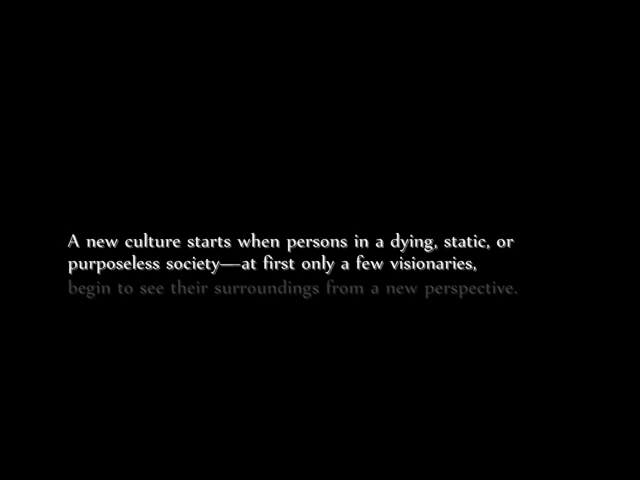 A new culture starts when persons in a dying, static, or
purposeless society—at first only a few visionaries,
begin to see their surroundings from a new perspective.